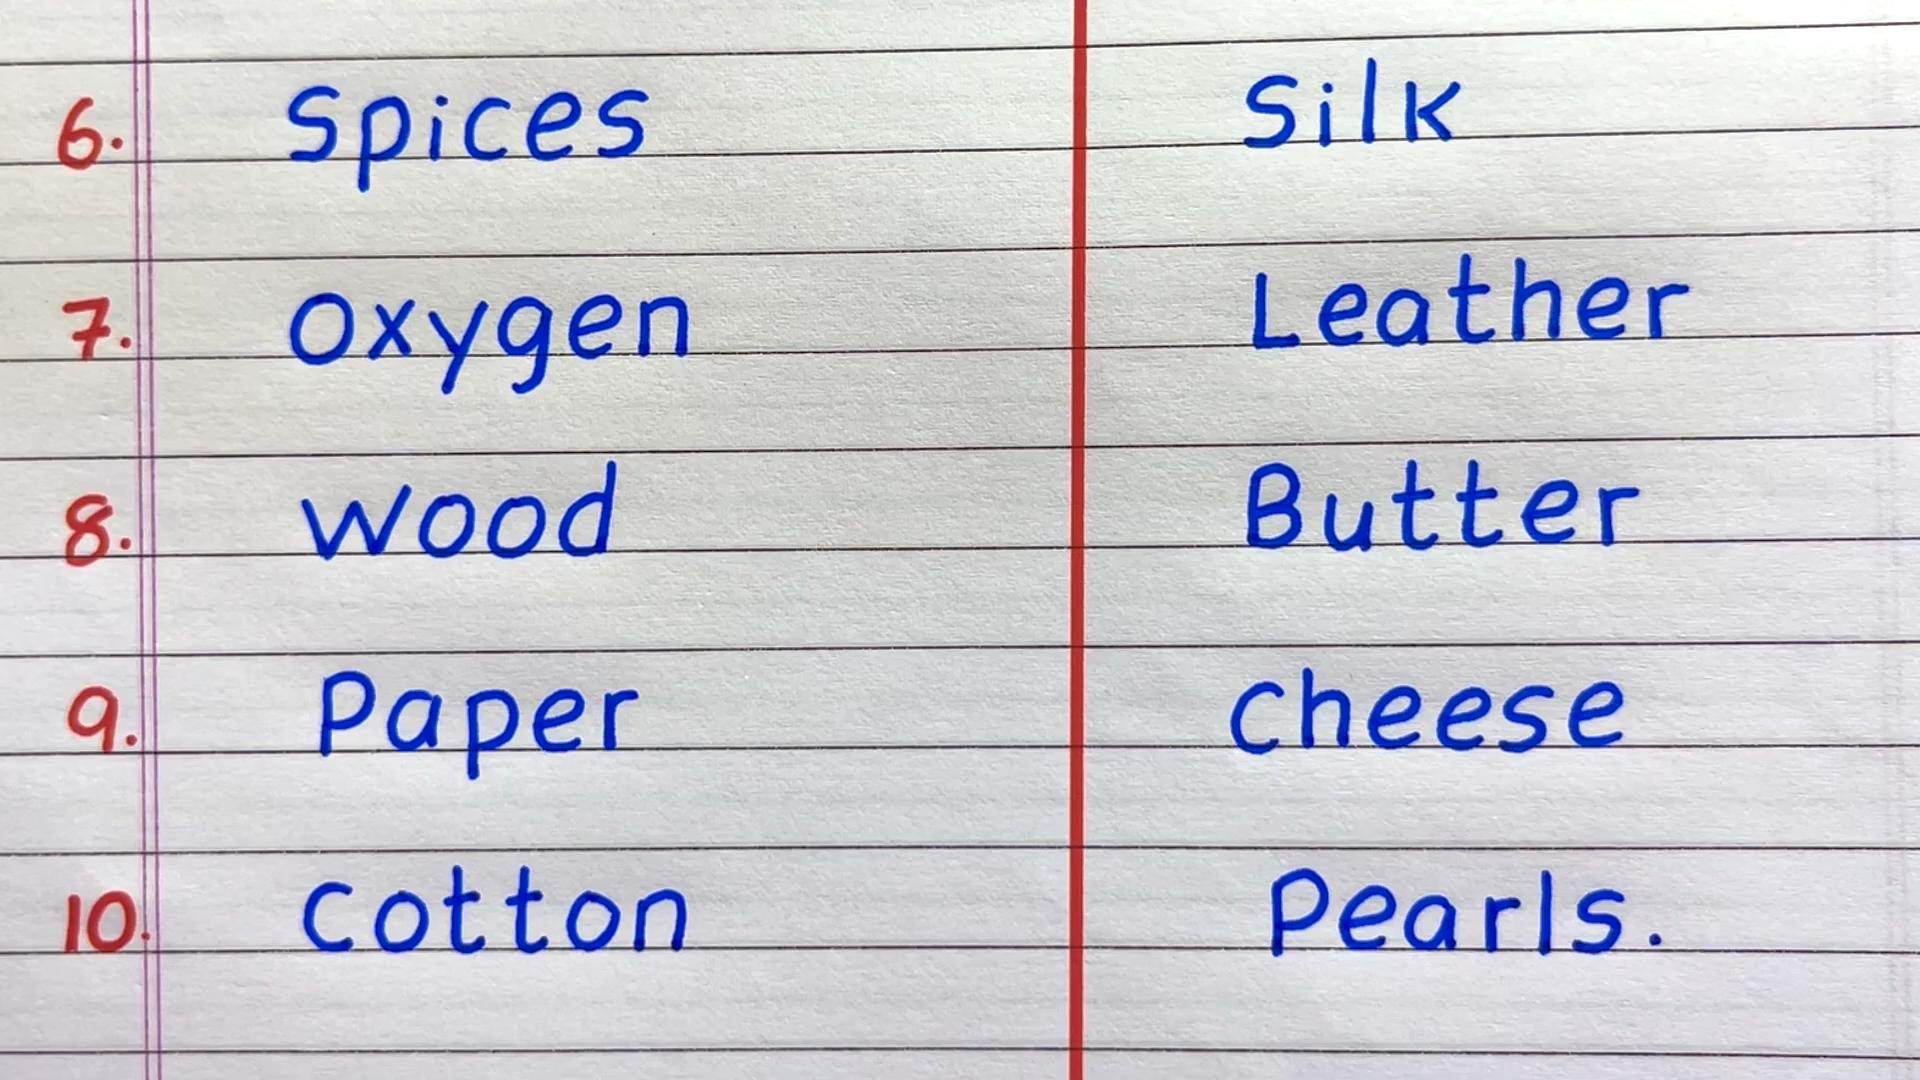 6. Spices Silk
7. Oxygen Leather
8. Wood Butter
9. Paper Cheese
10. Cotton Pearls.